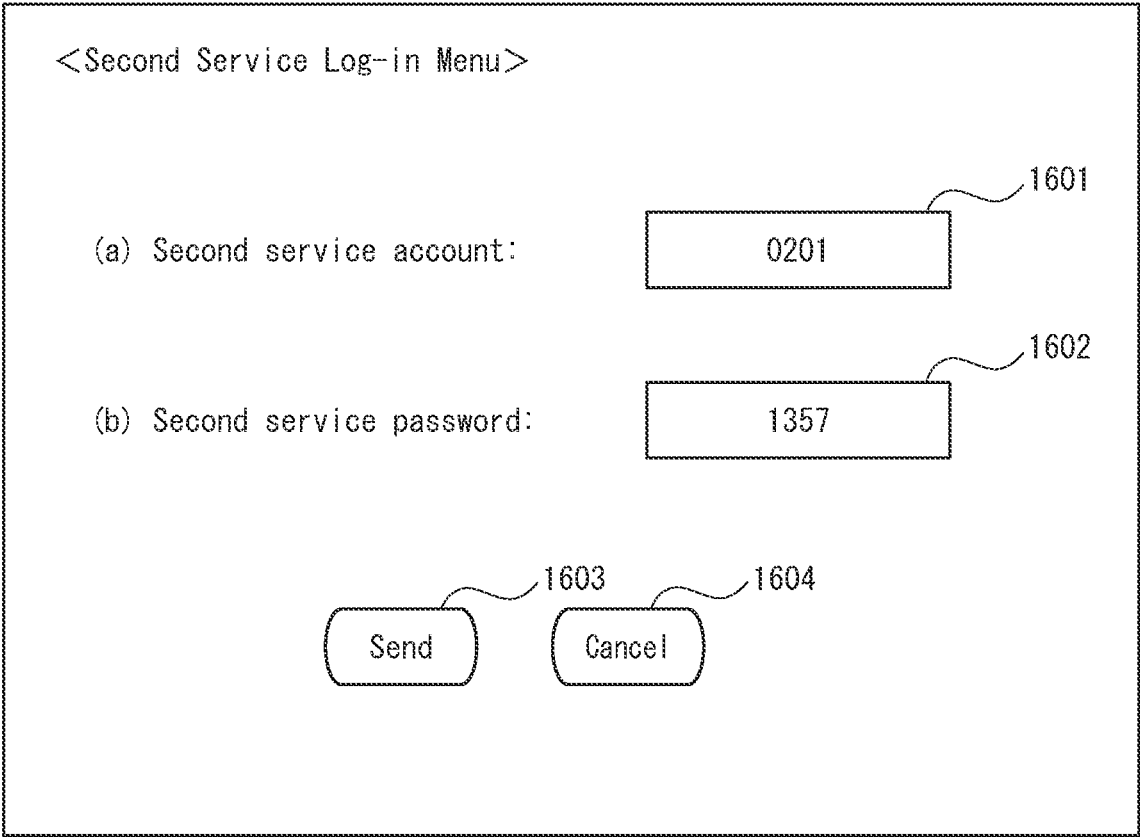 <Second Service Log-in Menu>
1601
(a) Second service account: 0201
1602
(b) Second service password: 1357
1603 1604
Send Cancel